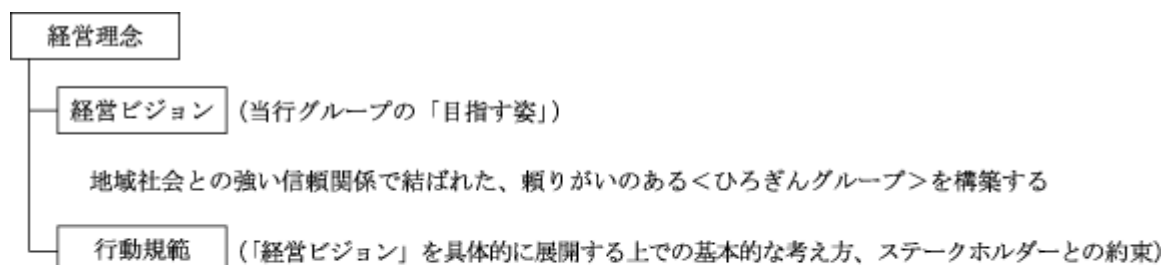 経営理念
経営ビジョン （当行グループの「目指す姿」）
地域社会との強い信頼関係で結ばれた、頼りがいのある＜ひろぎんグループ＞を構築する
行動規範 （「経営ビジョン」を具体的に展開する上での基本的な考え方、ステークホルダーとの約束）